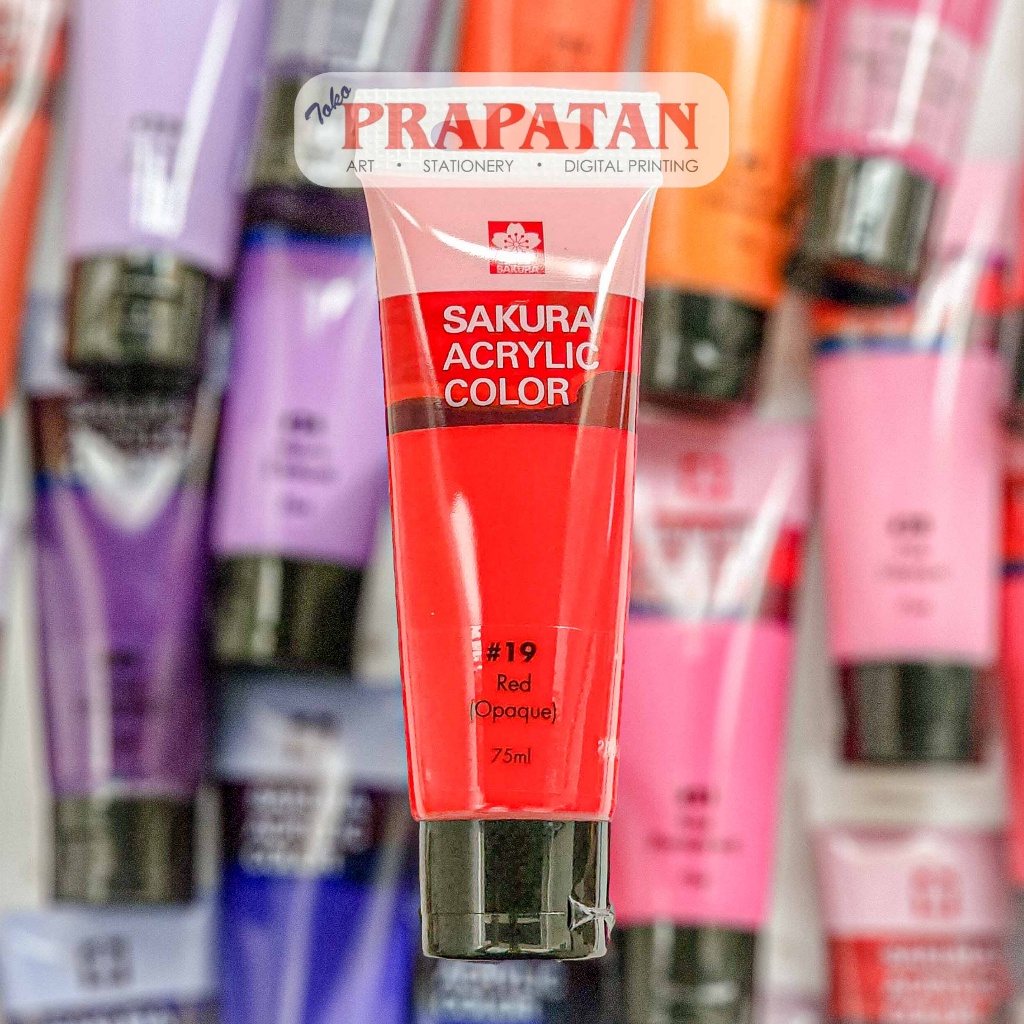 Toko
PRAPATAN
ART • STATIONERY • DIGITAL PRINTING
SAKURA
SAKURA
ACRYLIC
COLOR
#19
Red
(Opaque)
75ml